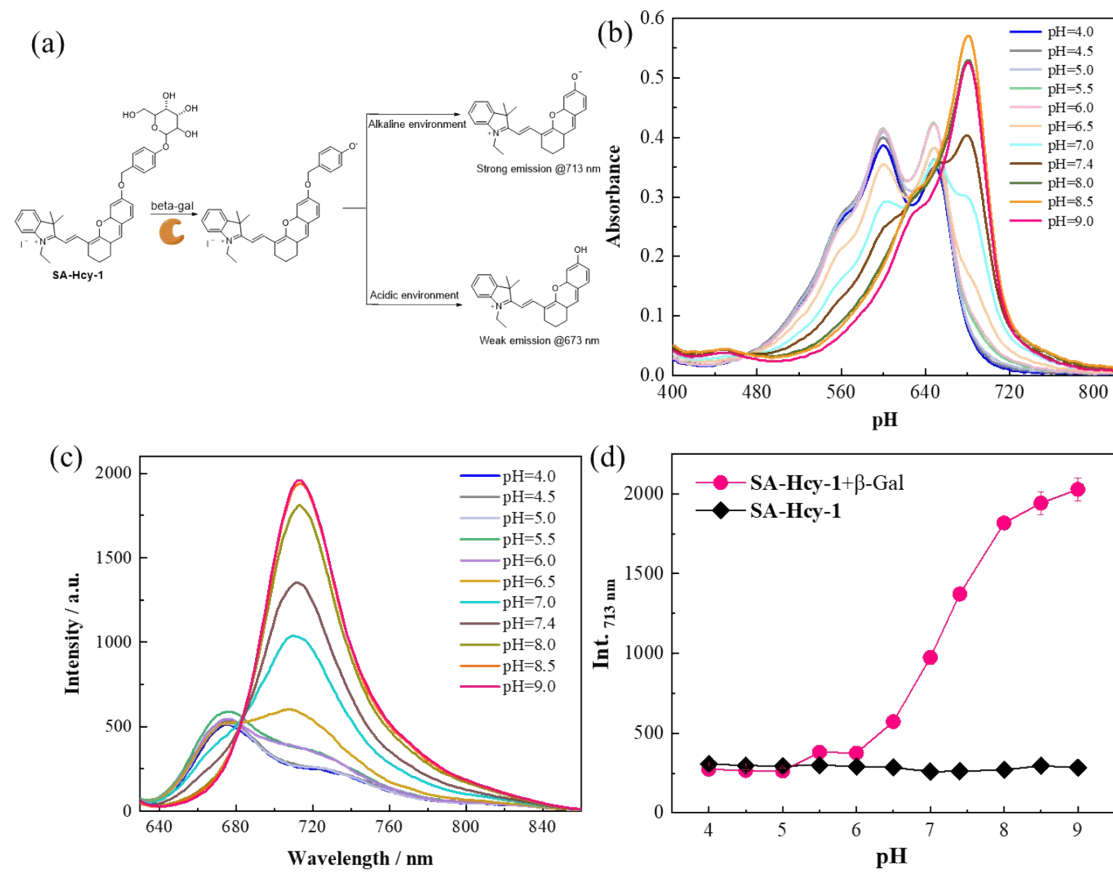 (a)
HO
OH
O
OH
O
OH
O
O
N
+
I⁻
SA-Hcy-1
beta-gal
O⁻
O
O
N
+
I⁻
Alkaline environment
O⁻
O
N
+
Strong emission @713 nm
Acidic environment
OH
O
N
+
Weak emission @673 nm
(b)
Absorbance
0.6
0.5
0.4
0.3
0.2
0.1
0.0
400
480
560
640
720
800
pH
pH=4.0
pH=4.5
pH=5.0
pH=5.5
pH=6.0
pH=6.5
pH=7.0
pH=7.4
pH=8.0
pH=8.5
pH=9.0
(c)
Intensity / a.u.
2000
1500
1000
500
0
640
680
720
760
800
840
Wavelength / nm
pH=4.0
pH=4.5
pH=5.0
pH=5.5
pH=6.0
pH=6.5
pH=7.0
pH=7.4
pH=8.0
pH=8.5
pH=9.0
(d)
Int. 713 nm
2000
1500
1000
500
0
4
5
6
7
8
9
pH
SA-Hcy-1+β-Gal
SA-Hcy-1